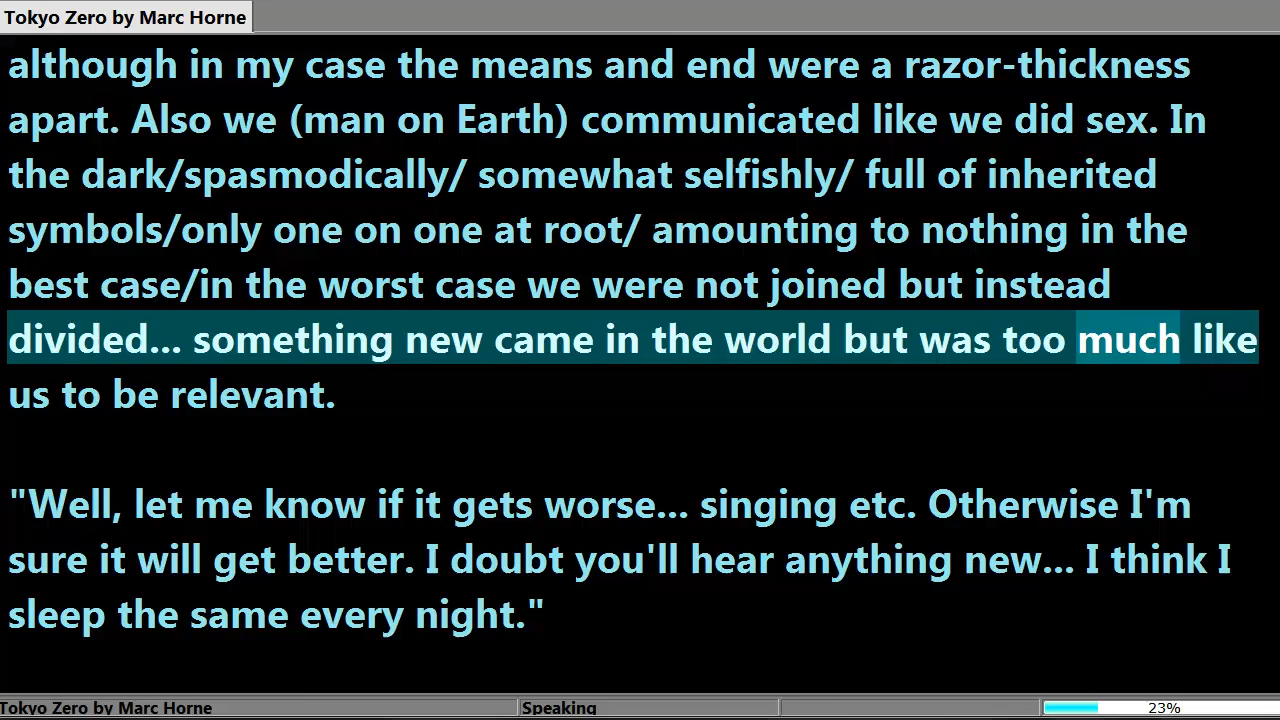 Tokyo Zero by Marc Horne
although in my case the means and end were a razor-thickness
apart. Also we (man on Earth) communicated like we did sex. In
the dark/spasmodically/ somewhat selfishly/ full of inherited
symbols/only one on one at root/ amounting to nothing in the
best case/in the worst case we were not joined but instead
divided... something new came in the world but was too much like
us to be relevant.
"Well, let me know if it gets worse... singing etc. Otherwise I'm
sure it will get better. I doubt you'll hear anything new... I think I
sleep the same every night."
Tokyo Zero by Marc Horne Speaking 23%